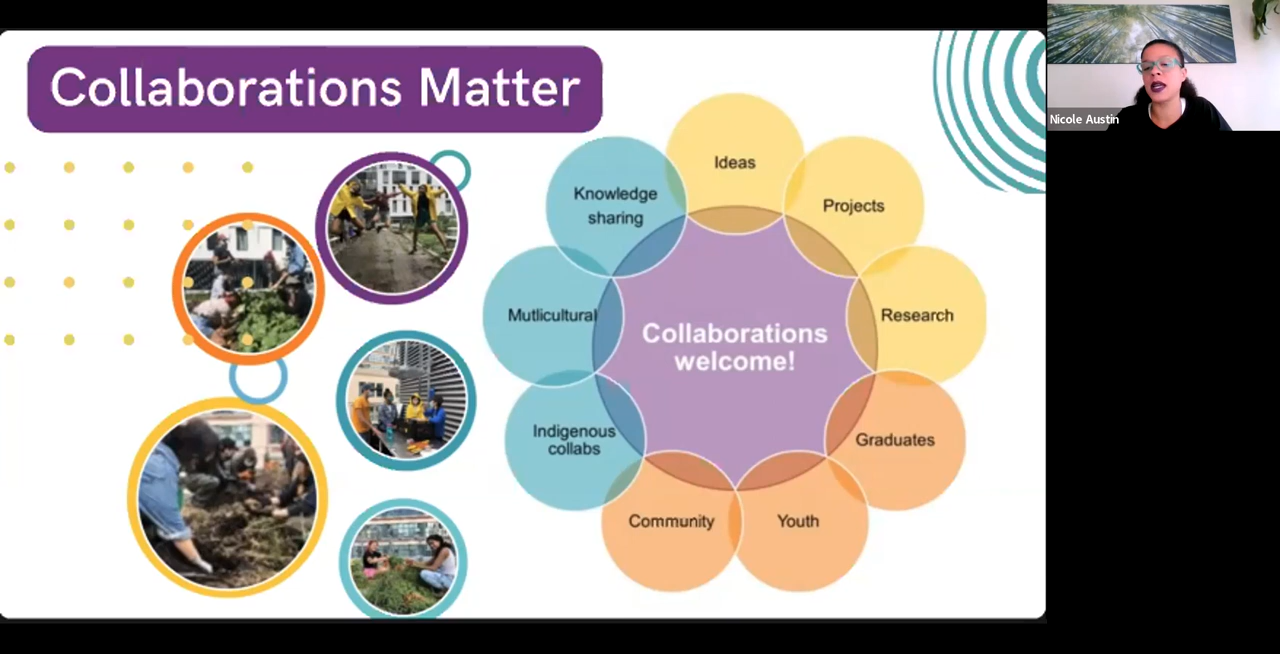 Collaborations Matter
Nicole Austin
Ideas
Knowledge
sharing
Projects
Mutlicultural
Research
Collaborations
welcome!
Indigenous
collabs
Graduates
Community
Youth